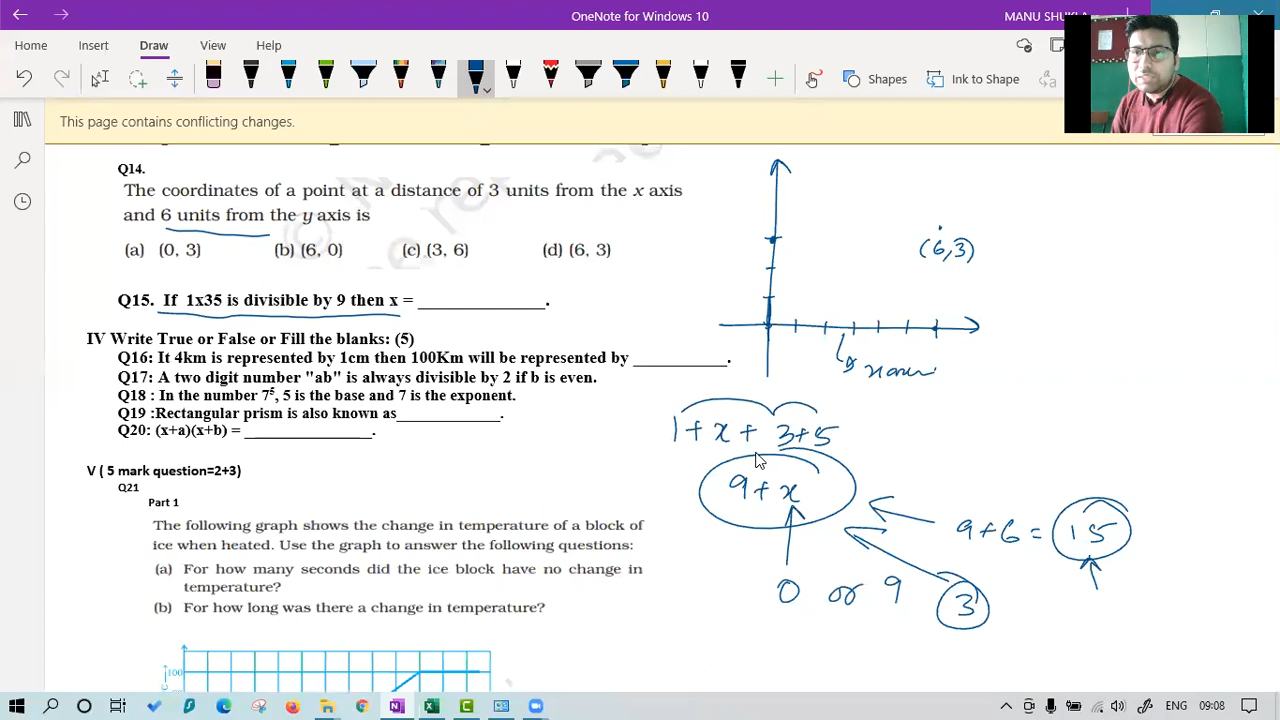 OneNote for Windows 10
MANU SHUKLA
Home Insert Draw View Help
Shapes Ink to Shape
This page contains conflicting changes.
Q14.
The coordinates of a point at a distance of 3 units from the x axis
and 6 units from the y axis is
(a) (0, 3) (b) (6, 0) (c) (3, 6) (d) (6, 3)
(6,3)
Q15. If 1x35 is divisible by 9 then x = _____________.
IV Write True or False or Fill the blanks: (5)
Q16: It 4km is represented by 1cm then 100Km will be represented by __________.
Q17: A two digit number "ab" is always divisible by 2 if b is even.
Q18 : In the number 7⁵, 5 is the base and 7 is the exponent.
Q19 :Rectangular prism is also known as___________.
Q20: (x+a)(x+b) = ______________.
1 + x + 3+5
9 + x
9+6 = 15
0 or 9 3
V ( 5 mark question=2+3)
Q21
Part 1
The following graph shows the change in temperature of a block of
ice when heated. Use the graph to answer the following questions:
(a) For how many seconds did the ice block have no change in
temperature?
(b) For how long was there a change in temperature?
100
ENG 09:08